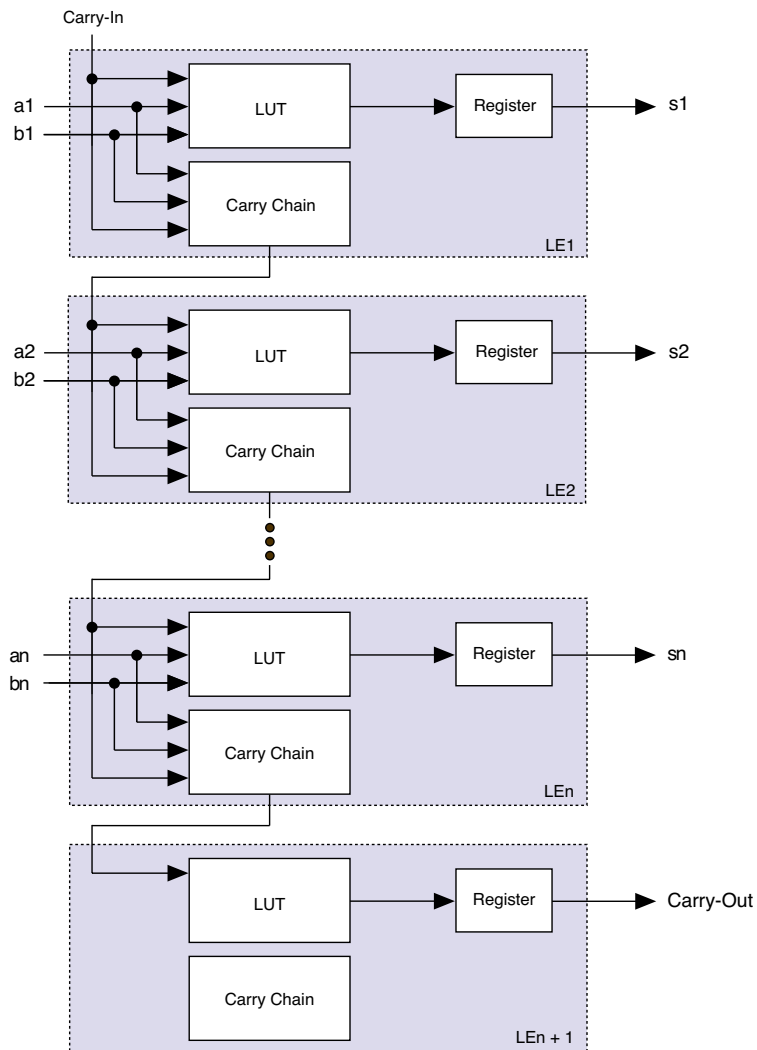 Carry-In
a1
b1
LUT
Register
s1
Carry Chain
LE1
a2
b2
LUT
Register
s2
Carry Chain
LE2
an
bn
LUT
Register
sn
Carry Chain
LEn
LUT
Register
Carry-Out
Carry Chain
LEn + 1